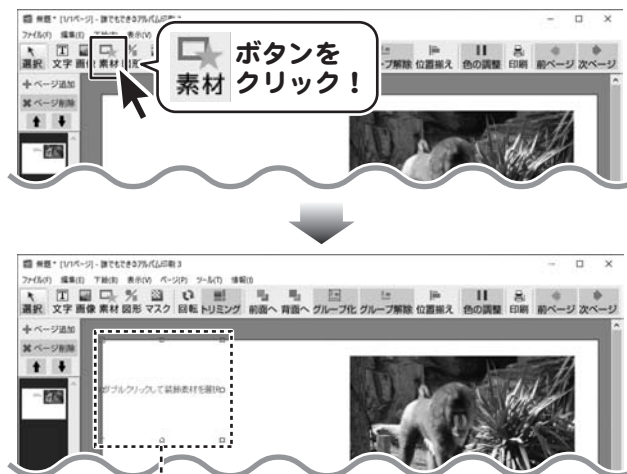 無題* [1/1ページ] - 誰でもできるアルバム印刷 3
ファイル(F) 編集(E) 下絵(B) 表示(V)
選択 文字 画像 素材
ボタンを
クリック！
素材
プ解除 位置揃え 色の調整 印刷 前ページ 次ページ
ページ追加
ページ削除
無題* [1/1ページ] - 誰でもできるアルバム印刷 3
ファイル(F) 編集(E) 下絵(B) 表示(V) ページ(P) ツール(T) 情報(I)
選択 文字 画像 素材 図形 マスク 回転 トリミング 前面へ 背面へ グループ化 グループ解除 位置揃え 色の調整 印刷 前ページ 次ページ
ページ追加
ページ削除
ダブルクリックして装飾素材を選択